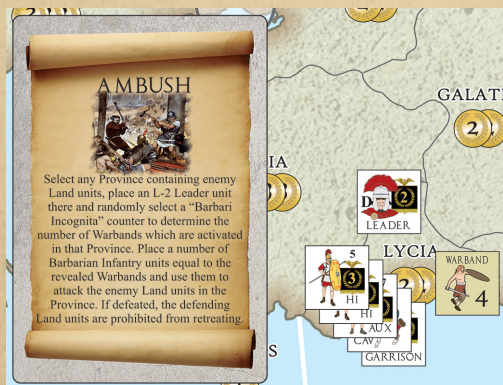 AMBUSH
Select any Province containing enemy
Land units, place an L-2 Leader unit
there and randomly select a “Barbari
Incognita” counter to determine the
number of Warbands which are activated
in that Province. Place a number of
Barbarian Infantry units equal to the
revealed Warbands and use them to
attack the enemy Land units in the
Province. If defeated, the defending
Land units are prohibited from retreating.
GALAT
2
IA
D
2
LEADER
5
3
HI
LYCIA
2
WARBAND
4
HI
AUX
CAV
GARRISON
S